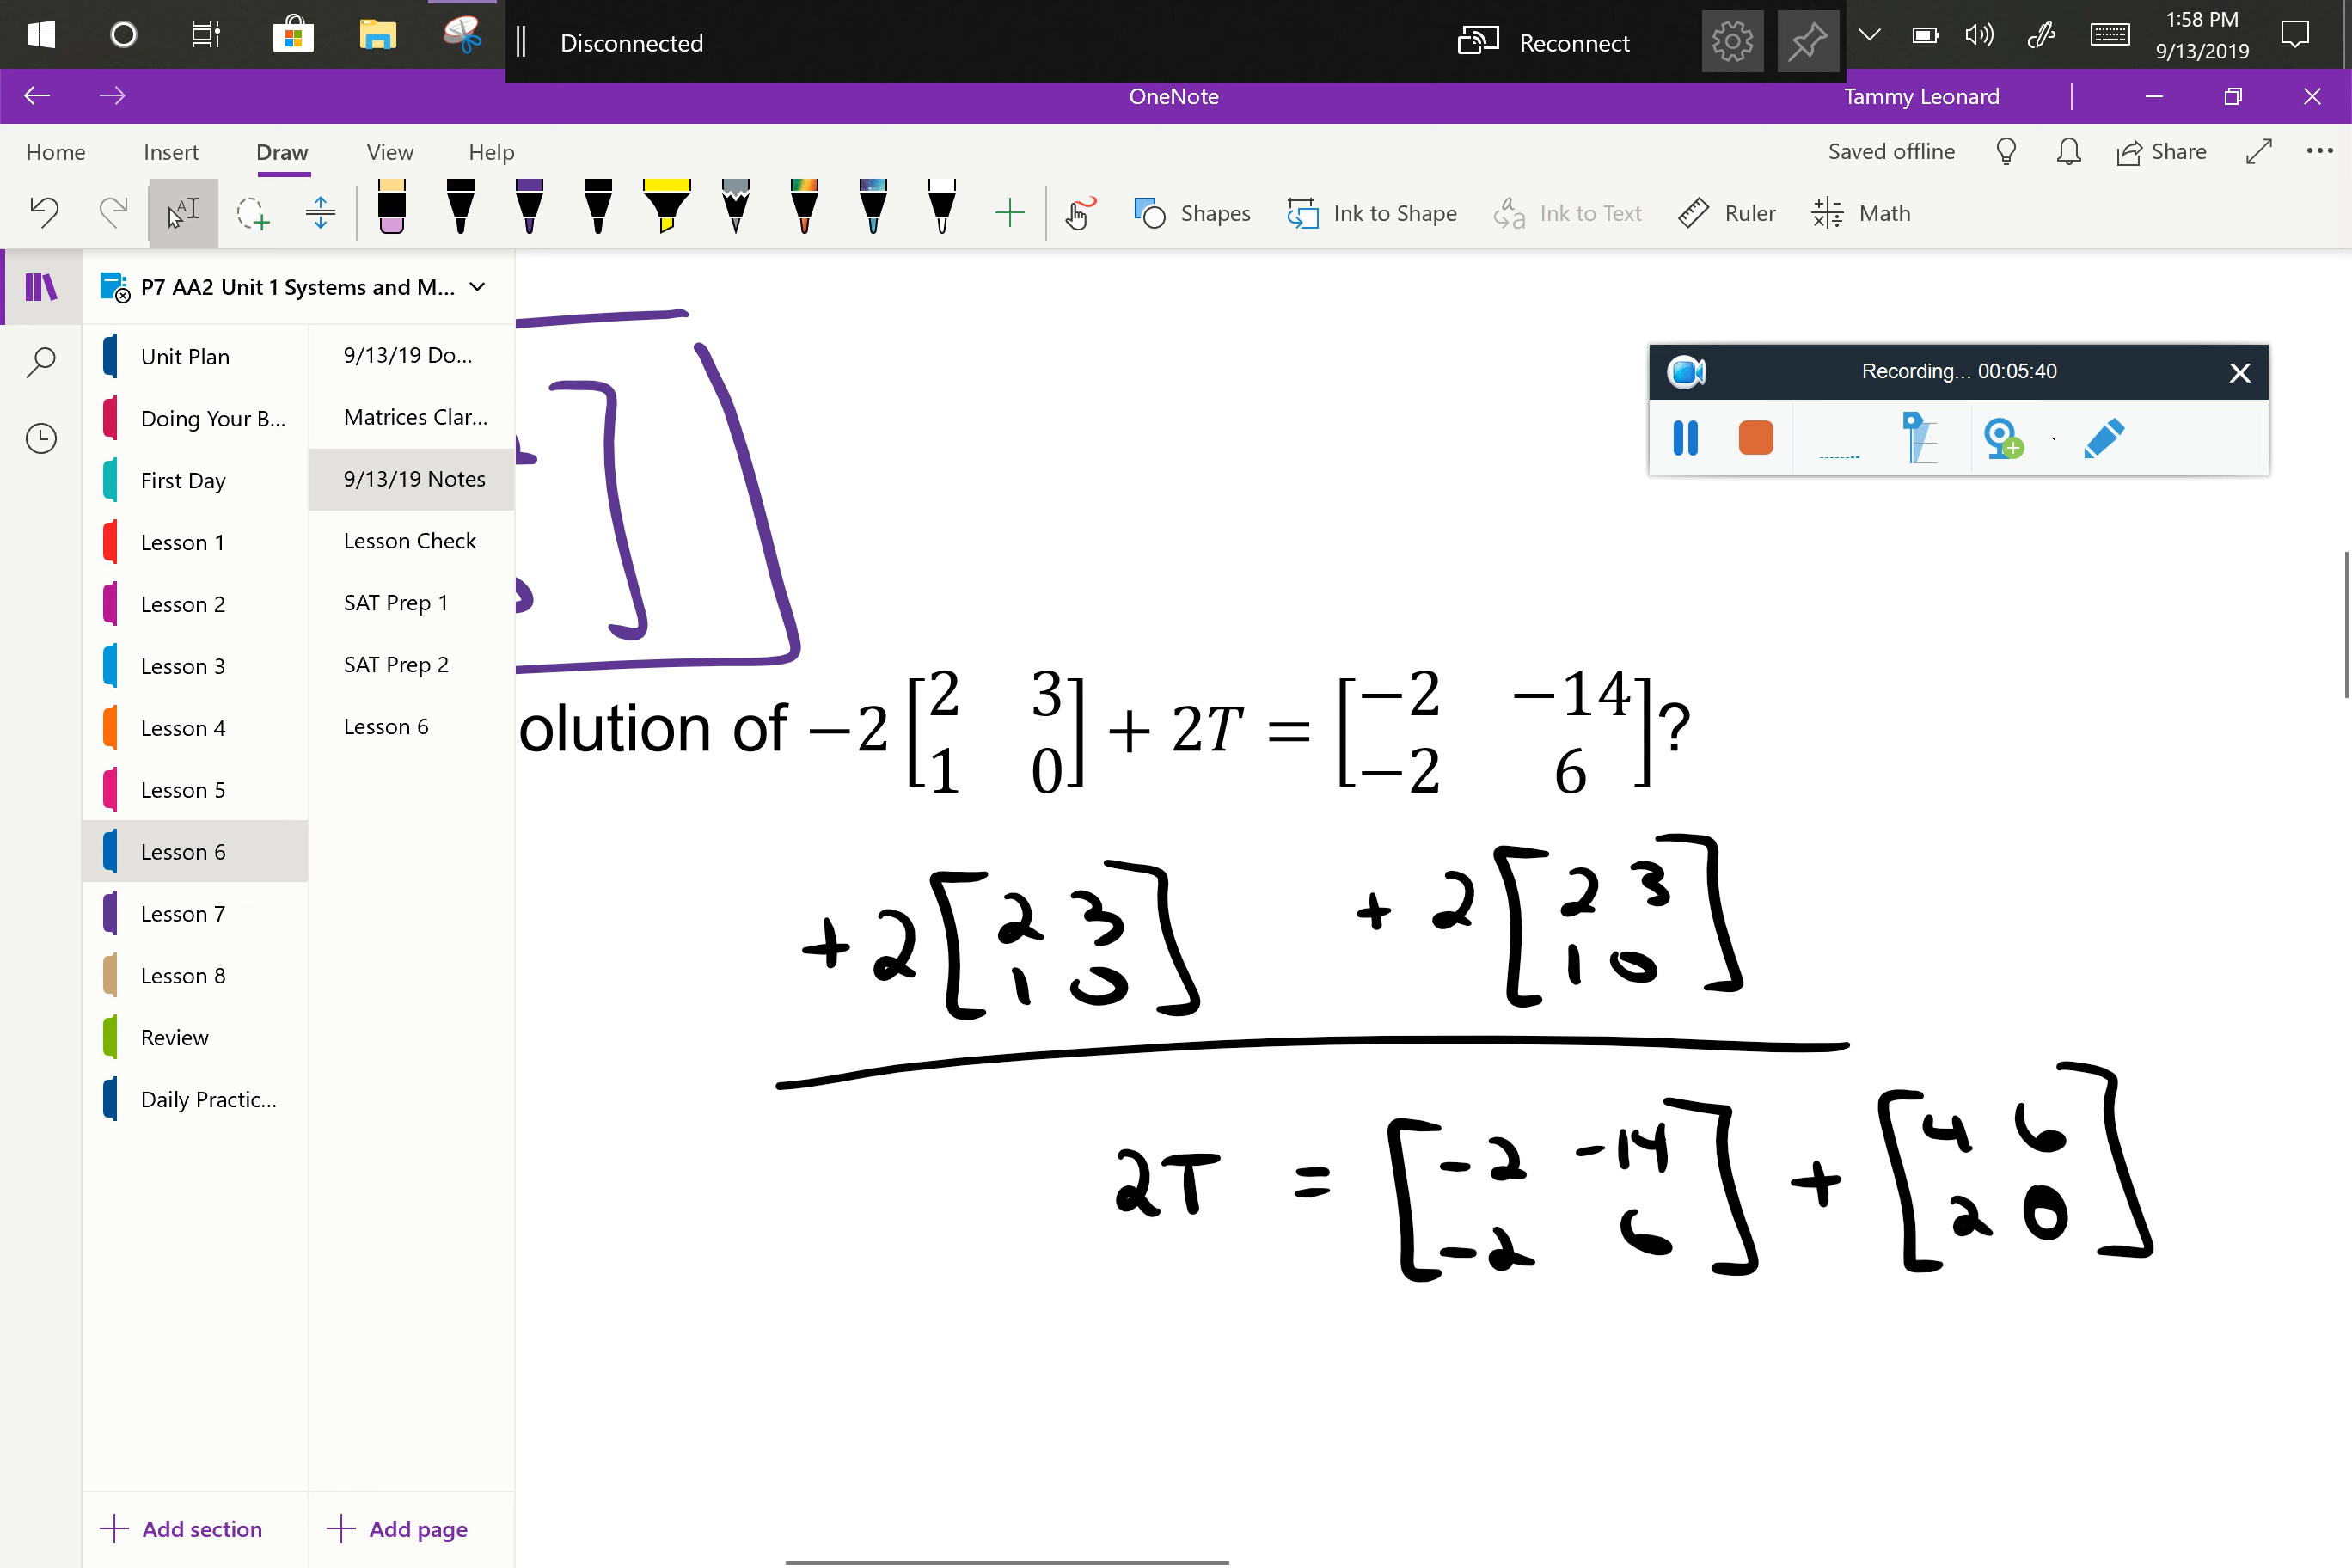 Disconnected
Reconnect
1:58 PM
9/13/2019
OneNote
Tammy Leonard
Home Insert Draw View Help
Saved offline
Share
Shapes
Ink to Shape
Ink to Text
Ruler
Math
P7 AA2 Unit 1 Systems and M...
Unit Plan
Doing Your B...
First Day
Lesson 1
Lesson 2
Lesson 3
Lesson 4
Lesson 5
Lesson 6
Lesson 7
Lesson 8
Review
Daily Practic...
Add section
9/13/19 Do...
Matrices Clar...
9/13/19 Notes
Lesson Check
SAT Prep 1
SAT Prep 2
Lesson 6
Add page
Recording... 00:05:40
olution of −2 [2 3; 1 0] + 2T = [−2 −14; −2 6]?
+2 [2 3; 1 0] + 2 [2 3; 1 0]
2T = [-2 -14; -2 6] + [4 6; 2 0]